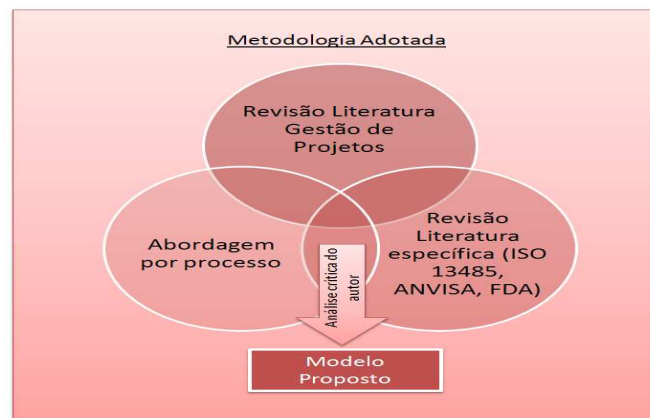 Metodologia Adotada
Revisão Literatura
Gestão de
Projetos
Abordagem
por processo
Revisão
Literatura
específica (ISO
13485,
ANVISA, FDA)
Análise crítica do
autor
Modelo
Proposto